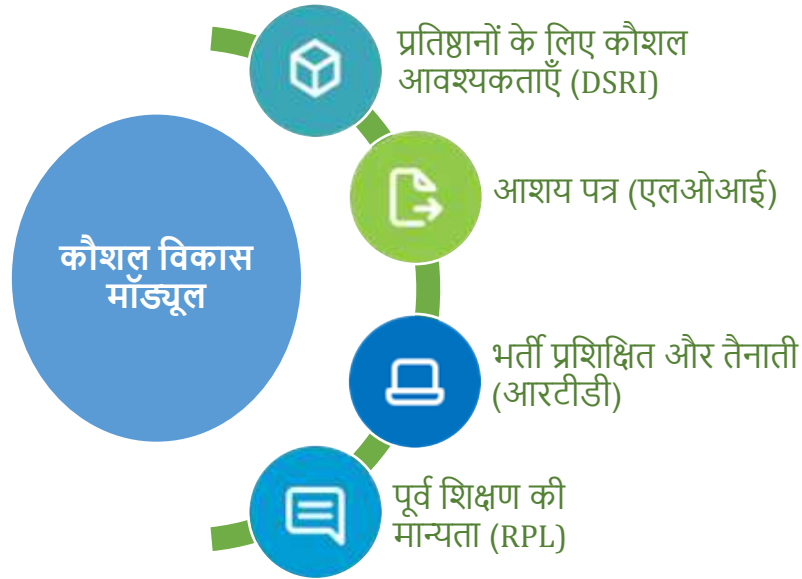 प्रतिष्ठानों के लिए कौशल
आवश्यकताएँ (DSRI)
आशय पत्र (एलओआई)
कौशल विकास
मॉड्यूल
भर्ती प्रशिक्षित और तैनाती
(आरटीडी)
पूर्व शिक्षण की
मान्यता (RPL)